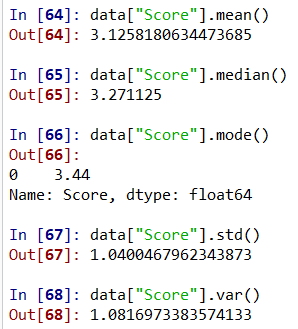 In [64]: data["Score"].mean()
Out[64]: 3.1258180634473685
In [65]: data["Score"].median()
Out[65]: 3.271125
In [66]: data["Score"].mode()
Out[66]:
0    3.44
Name: Score, dtype: float64
In [67]: data["Score"].std()
Out[67]: 1.0400467962343873
In [68]: data["Score"].var()
Out[68]: 1.0816973383574133